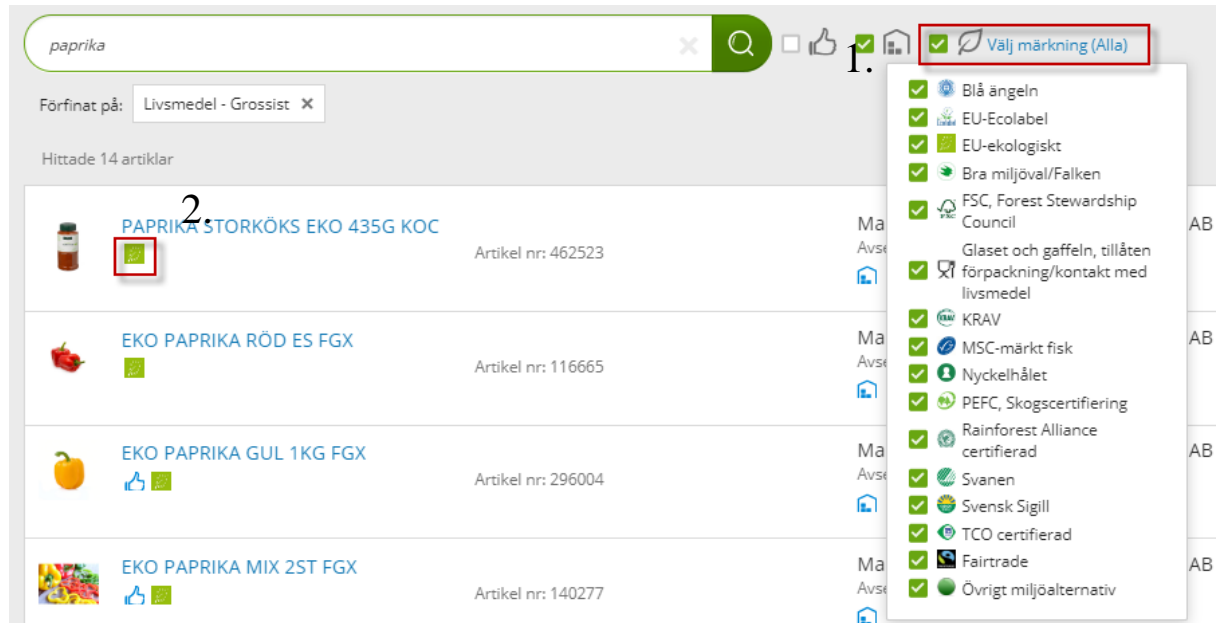 paprika
1.
Välj märkning (Alla)
Förfinat på:
Livsmedel - Grossist
Hittade 14 artiklar
2.
PAPRIKA STORKÖKS EKO 435G KOC
Artikel nr: 462523
Ma
AB
Avse
EKO PAPRIKA RÖD ES FGX
Artikel nr: 116665
Ma
AB
Avse
EKO PAPRIKA GUL 1KG FGX
Artikel nr: 296004
Ma
AB
Avse
EKO PAPRIKA MIX 2ST FGX
Artikel nr: 140277
Ma
AB
Avse
Blå ängeln
EU-Ecolabel
EU-ekologiskt
Bra miljöval/Falken
FSC, Forest Stewardship
Council
Glaset och gaffeln, tillåten
förpackning/kontakt med
livsmedel
KRAV
MSC-märkt fisk
Nyckelhålet
PEFC, Skogscertifiering
Rainforest Alliance
certifierad
Svanen
Svensk Sigill
TCO certifierad
Fairtrade
Övrigt miljöalternativ